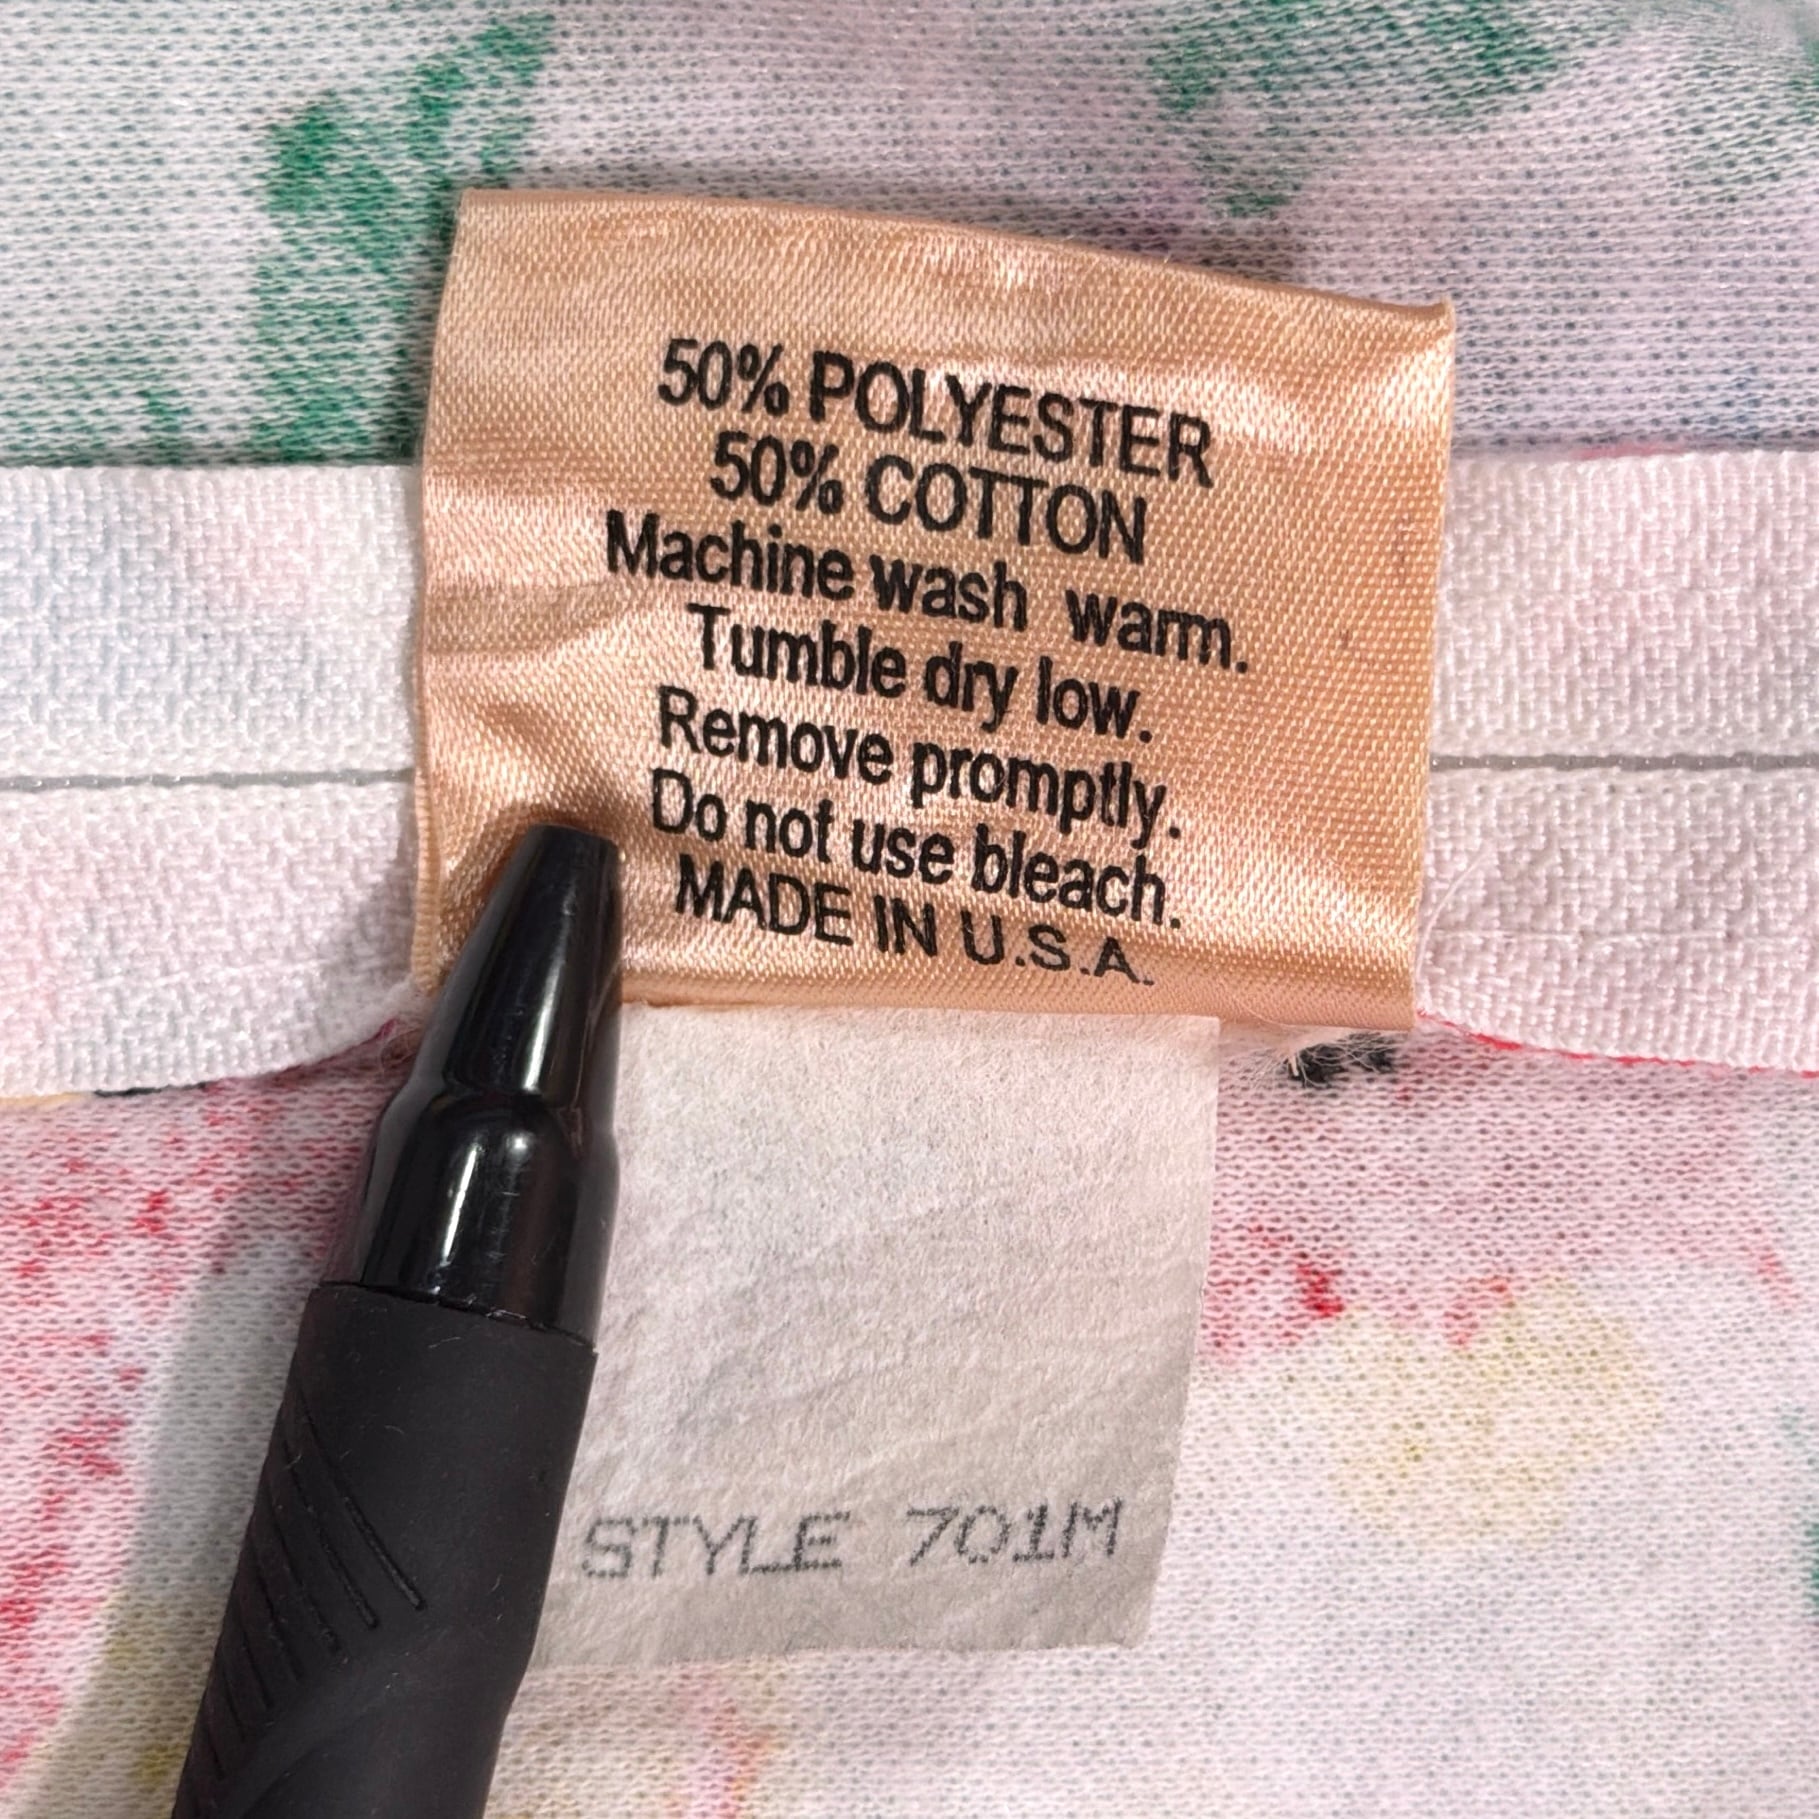 50% POLYESTER
50% COTTON
Machine wash warm.
Tumble dry low.
Remove promptly.
Do not use bleach.
MADE IN U.S.A.
STYLE 701M